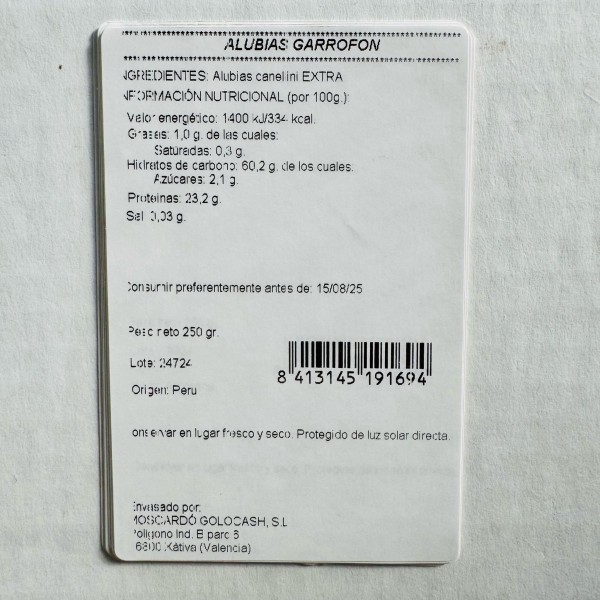 ALUBIAS GARROFON
NGREDIENTES: Alubias canellini EXTRA
NFORMACIÓN NUTRICIONAL (por 100g.):
Valor energético: 1400 kJ/334 kcal.
Grasas: 1,0 g. de las cuales:
Saturadas: 0,3 g.
Hidratos de carbono: 60,2 g. de los cuales:
Azúcares: 2,1 g.
Proteinas: 23,2 g.
Sal: 0,03 g.
Consumir preferentemente antes de: 15/08/25
Peso neto 250 gr.
Lote: 24724
8 413145 191694
Origen: Peru
onservar en lugar fresco y seco. Protegido de luz solar directa.
Envasado por:
MOSCARDÓ GOLOCASH, S.L
Poligono Ind. E parc
6800 Xátiva (Valencia)